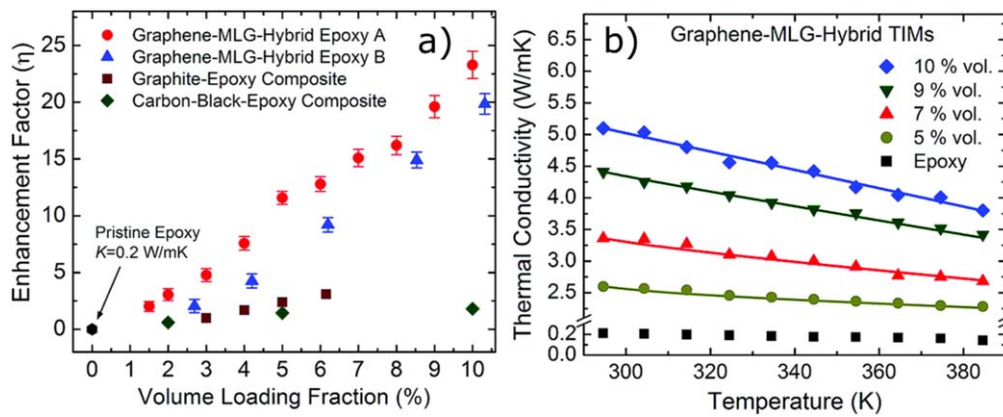 a)
Graphene-MLG-Hybrid Epoxy A
Graphene-MLG-Hybrid Epoxy B
Graphite-Epoxy Composite
Carbon-Black-Epoxy Composite
Pristine Epoxy
K=0.2 W/mK
Enhancement Factor (η)
25
20
15
10
5
0
0 1 2 3 4 5 6 7 8 9 10
Volume Loading Fraction (%)
b)
Graphene-MLG-Hybrid TIMs
10 % vol.
9 % vol.
7 % vol.
5 % vol.
Epoxy
Thermal Conductivity (W/mK)
6.5
6.0
5.5
5.0
4.5
4.0
3.5
3.0
2.5
0.2
0.0
300 320 340 360 380
Temperature (K)